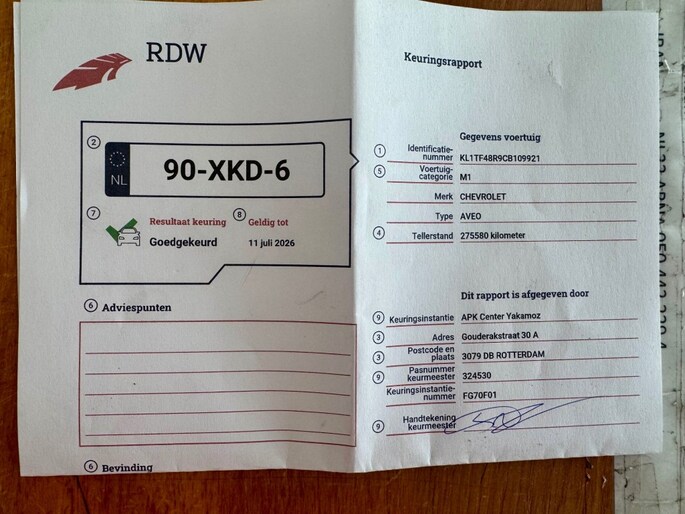 RDW
Keuringsrapport
2
NL
90-XKD-6
7
Resultaat keuring
Goedgekeurd
8
Geldig tot
11 juli 2026
6 Adviespunten
6 Bevinding
Gegevens voertuig
1 Identificatie-
nummer KL1TF48R9CB109921
5 Voertuig-
categorie M1
Merk CHEVROLET
Type AVEO
4 Tellerstand 275580 kilometer
Dit rapport is afgegeven door
9 Keuringsinstantie APK Center Yakamoz
3 Adres Gouderakstraat 30 A
3 Postcode en
plaats 3079 DB ROTTERDAM
9 Pasnummer
keurmeester 324530
Keuringsinstantie-
nummer FG70F01
9 Handtekening
keurmeester